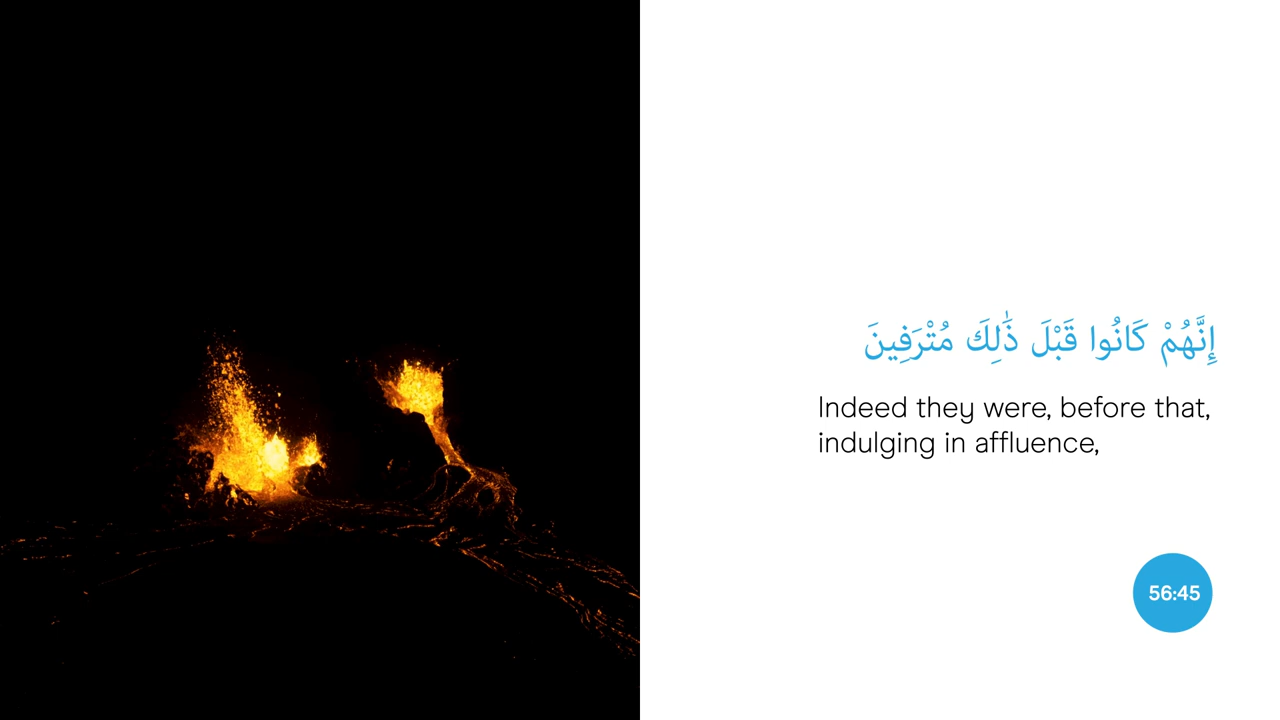 إِنَّهُمْ كَانُوا قَبْلَ ذَٰلِكَ مُتْرَفِينَ
Indeed they were, before that,
indulging in affluence,
56:45